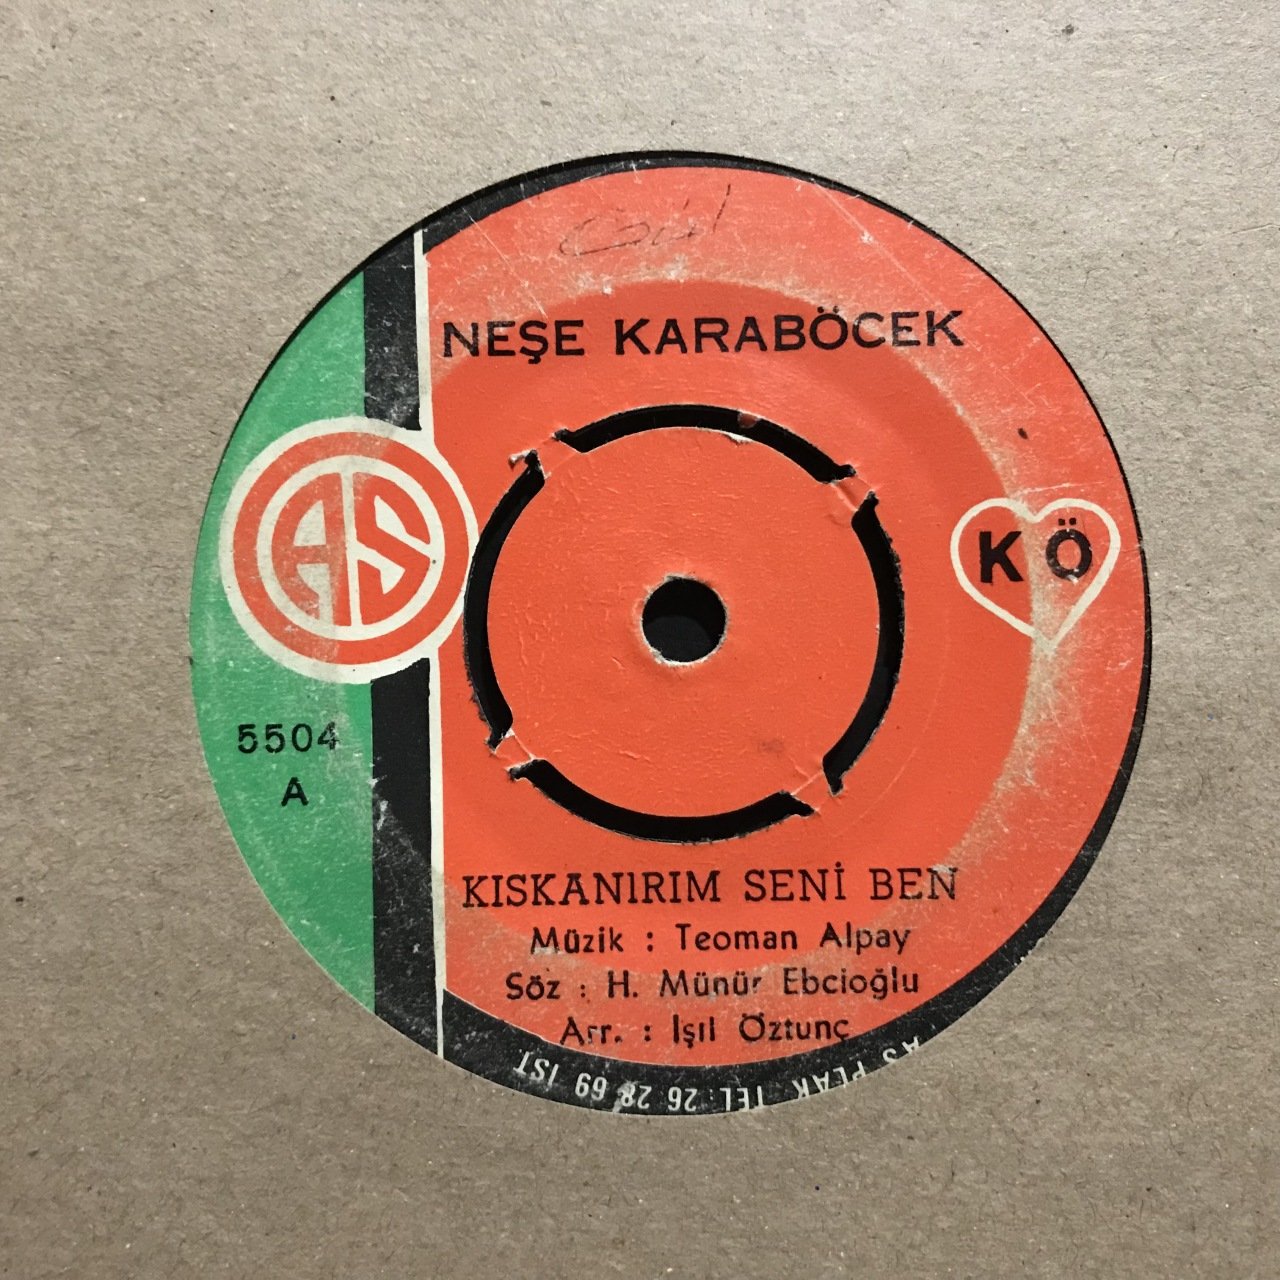 Gül
NEŞE KARABÖCEK
AS
K Ö
5504
A
KISKANIRIM SENİ BEN
Müzik : Teoman Alpay
Söz : H. Münür Ebcioğlu
Arr. : Işıl Öztunç
AS PLAK TEL: 26 28 69 IST